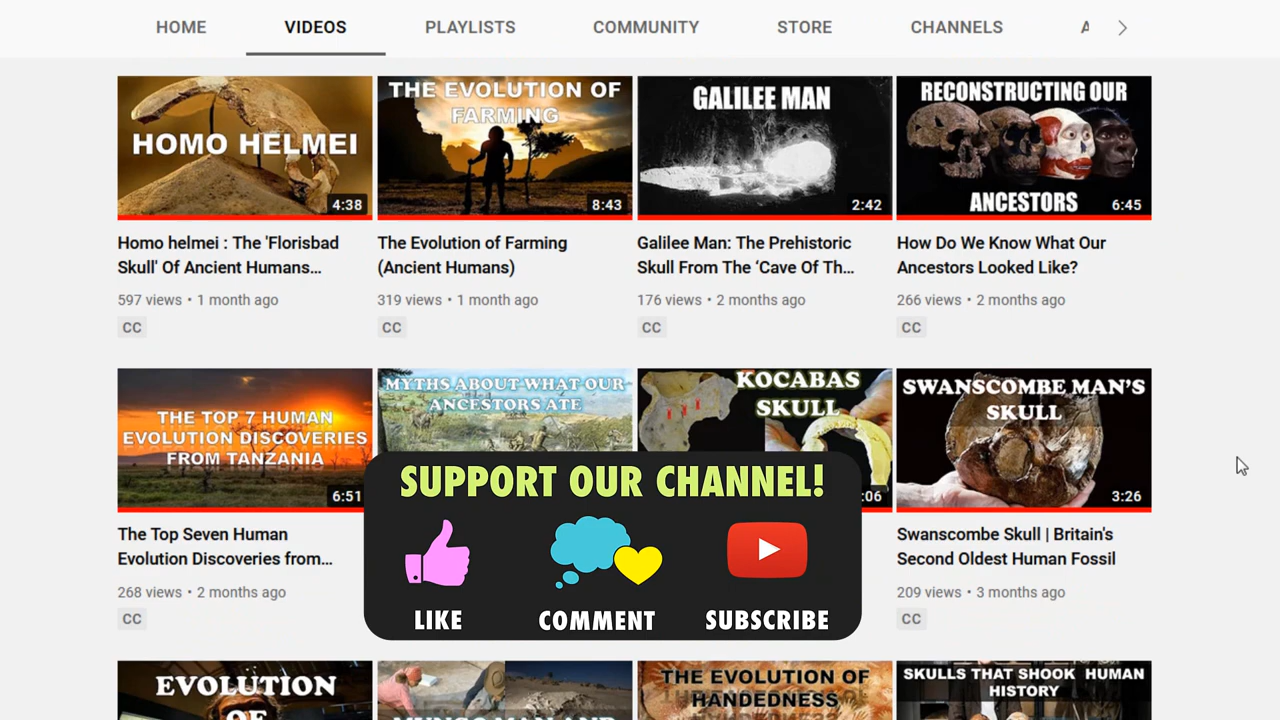 HOME VIDEOS PLAYLISTS COMMUNITY STORE CHANNELS
HOMO HELMEI
4:38
THE EVOLUTION OF
FARMING
8:43
GALILEE MAN
2:42
RECONSTRUCTING OUR
ANCESTORS
6:45
Homo helmei : The 'Florisbad
Skull' Of Ancient Humans...
597 views • 1 month ago
CC
The Evolution of Farming
(Ancient Humans)
319 views • 1 month ago
CC
Galilee Man: The Prehistoric
Skull From The ‘Cave Of Th...
176 views • 2 months ago
CC
How Do We Know What Our
Ancestors Looked Like?
266 views • 2 months ago
CC
THE TOP 7 HUMAN
EVOLUTION DISCOVERIES
FROM TANZANIA
6:51
MYTHS ABOUT WHAT OUR
ANCESTORS ATE
KOCABAS
SKULL
:06
SWANSCOMBE MAN'S
SKULL
3:26
The Top Seven Human
Evolution Discoveries from...
268 views • 2 months ago
CC
SUPPORT OUR CHANNEL!
LIKE COMMENT SUBSCRIBE
Swanscombe Skull | Britain's
Second Oldest Human Fossil
209 views • 3 months ago
CC
EVOLUTION
OF
MUNGO MAN AND
THE EVOLUTION OF
HANDEDNESS
SKULLS THAT SHOOK HUMAN
HISTORY